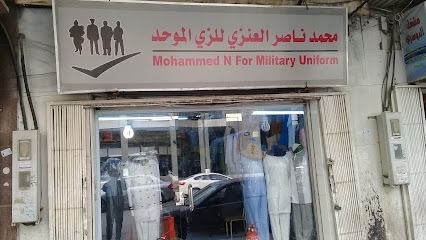 محمد ناصر العنزي للزي الموحد
Mohammed N For Military Uniform